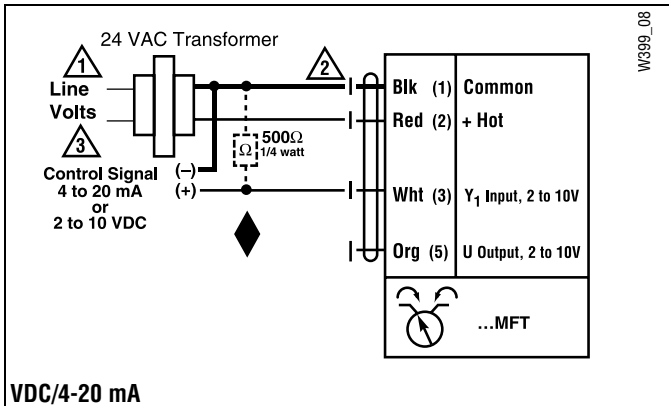 W399_08
24 VAC Transformer
1
Line
Volts
2
3
Control Signal
4 to 20 mA
or
2 to 10 VDC
(–)
(+)
Ω
500Ω
1/4 watt
Blk (1) Common
Red (2) + Hot
Wht (3) Y₁ Input, 2 to 10V
Org (5) U Output, 2 to 10V
...MFT
VDC/4-20 mA